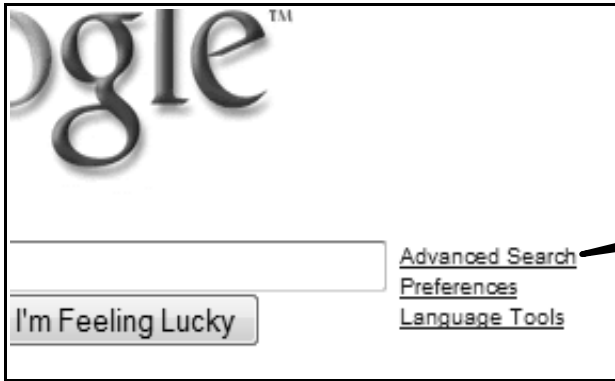 ogle™
Advanced Search
Preferences
I'm Feeling Lucky
Language Tools